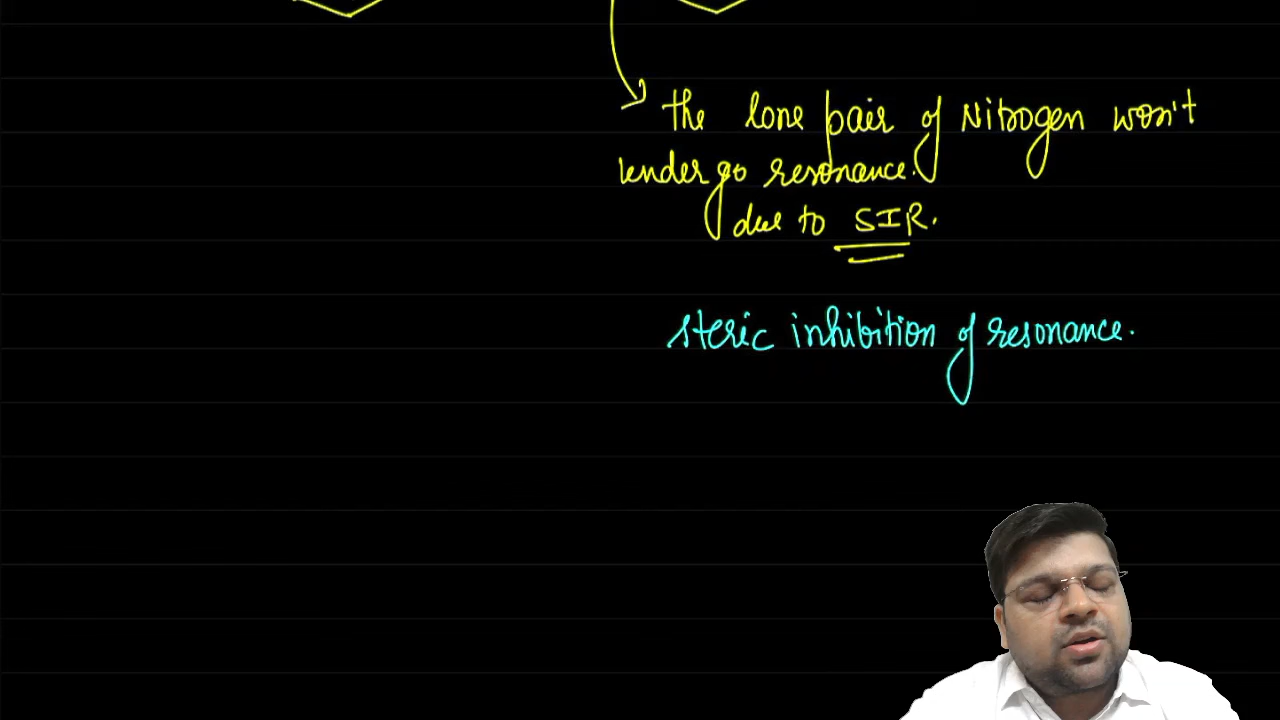 the lone pair of Nitrogen won't
undergo resonance.
due to SIR.
steric inhibition of resonance.